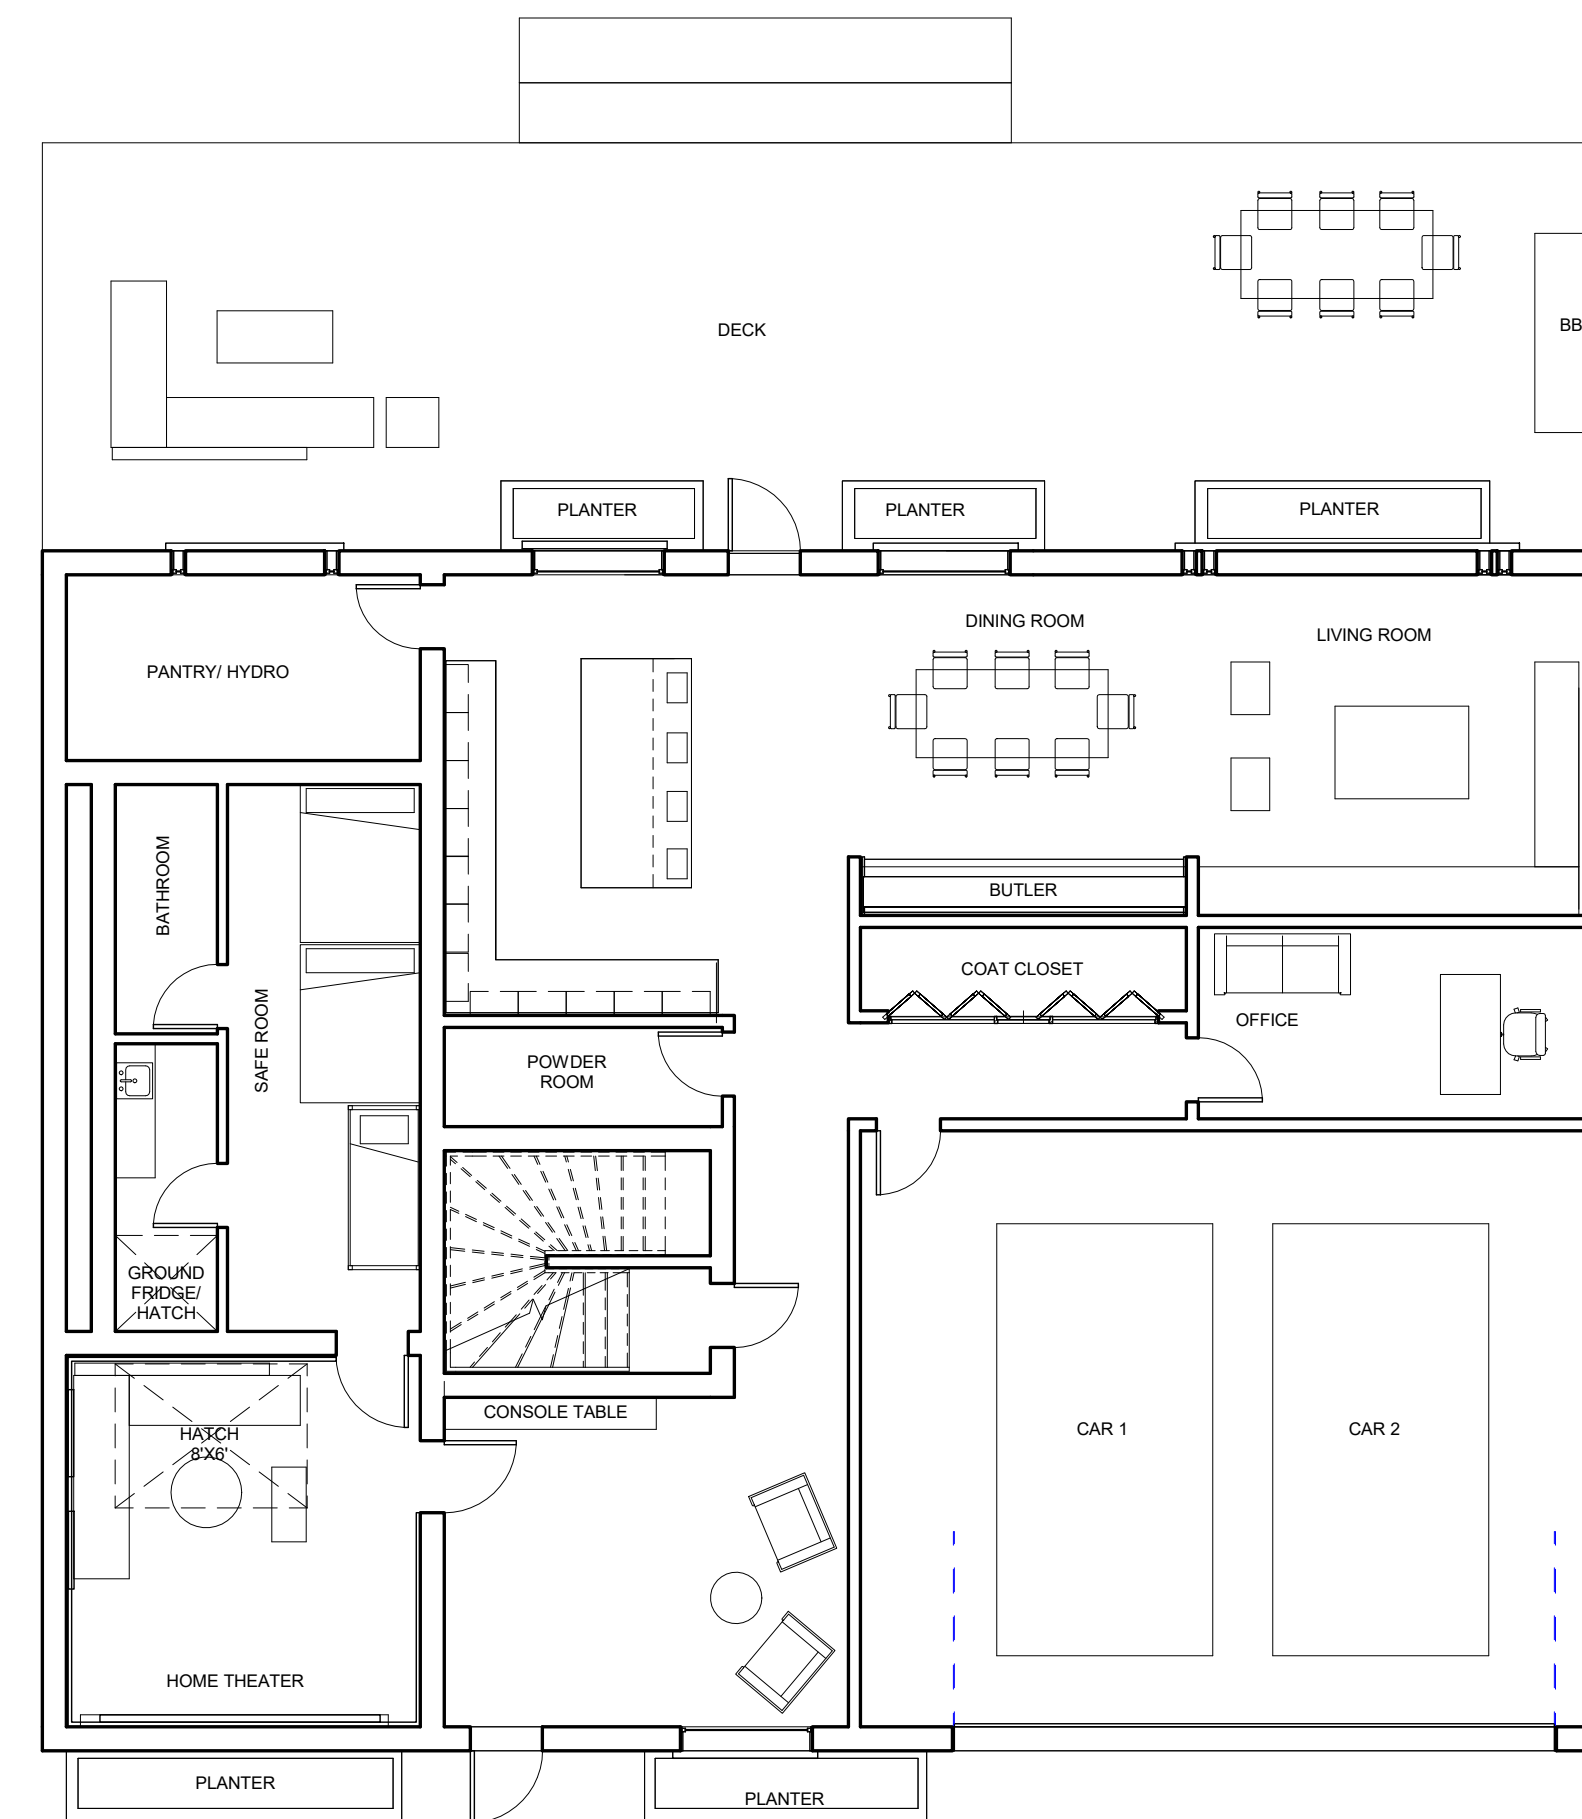 DECK
BB
PLANTER
PLANTER
PLANTER
DINING ROOM
LIVING ROOM
PANTRY/ HYDRO
BUTLER
BATHROOM
COAT CLOSET
OFFICE
SAFE ROOM
POWDER
ROOM
GROUND
FRIDGE/
HATCH
CONSOLE TABLE
HATCH
8'X6'
CAR 1
CAR 2
HOME THEATER
PLANTER
PLANTER